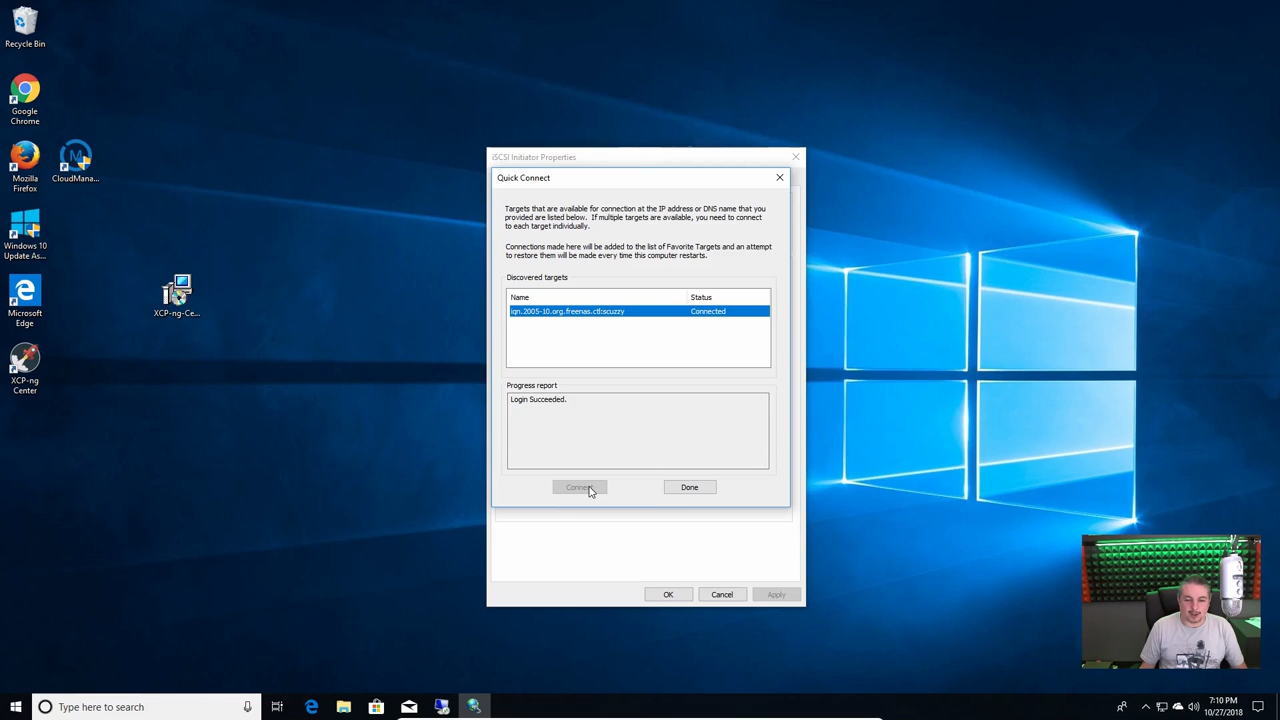 Recycle Bin
Google
Chrome
Mozilla
Firefox
CloudMana...
Windows 10
Update As...
Microsoft
Edge
XCP-ng-Ce...
XCP-ng
Center
iSCSI Initiator Properties
Quick Connect
Targets that are available for connection at the IP address or DNS name that you
provided are listed below. If multiple targets are available, you need to connect
to each target individually.
Connections made here will be added to the list of Favorite Targets and an attempt
to restore them will be made every time this computer restarts.
Discovered targets
Name Status
iqn.2005-10.org.freenas.ctl:scuzzy Connected
Progress report
Login Succeeded.
Connect Done
OK Cancel Apply
Type here to search
7:10 PM
10/27/2018